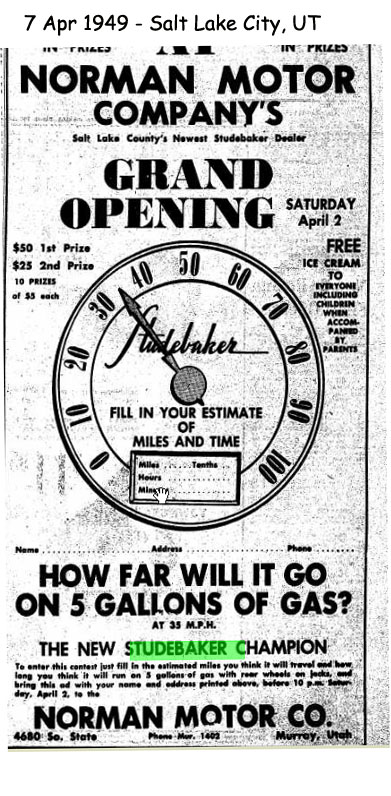 7 Apr 1949 - Salt Lake City, UT
IN PRIZES AT IN PRIZES
NORMAN MOTOR
COMPANY'S
Salt Lake County's Newest Studebaker Dealer
GRAND
OPENING
SATURDAY
April 2
$50 1st Prize
$25 2nd Prize
10 PRIZES
of $5 each
FREE
ICE CREAM
TO
EVERYONE
INCLUDING
CHILDREN
WHEN
ACCOM-
PANIED
BY
PARENTS
0 10 20 30 40 50 60 70 80 90 100
Studebaker
FILL IN YOUR ESTIMATE
OF
MILES AND TIME
Miles ...... Tenths ..
Hours ..............
Minutes ..............
Name .................. Address .................. Phone ........
HOW FAR WILL IT GO
ON 5 GALLONS OF GAS?
AT 35 M.P.H.
THE NEW STUDEBAKER CHAMPION
To enter this contest just fill in the estimated miles you think it will travel and how
long you think it will run on 5 gallons of gas with rear wheels on jacks, and
bring this ad with your name and address printed above, before 10 p.m. Satur-
day, April 2, to the
NORMAN MOTOR CO.
4680 So. State Phone Mur. 1402 Murray, Utah